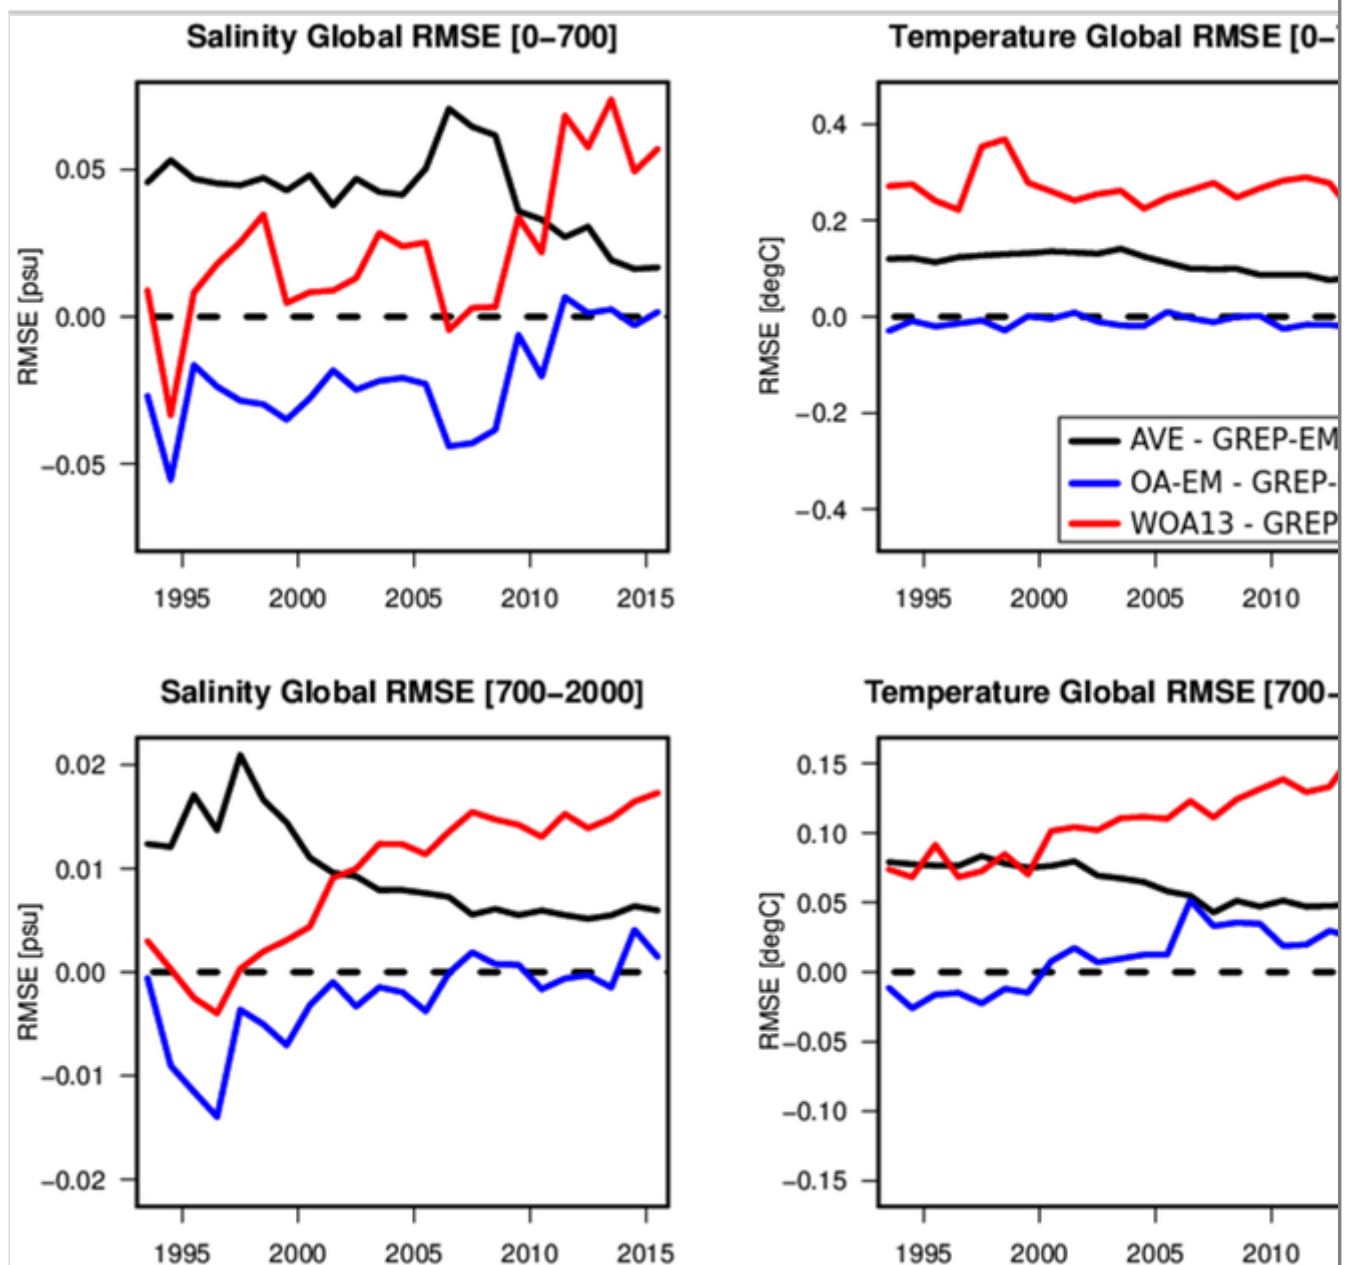 Salinity Global RMSE [0–700]
RMSE [psu]
0.05
0.00
−0.05
1995 2000 2005 2010 2015
Temperature Global RMSE [0–
RMSE [degC]
0.4
0.2
0.0
−0.2
−0.4
AVE - GREP-EM
OA-EM - GREP-
WOA13 - GREP
1995 2000 2005 2010
Salinity Global RMSE [700–2000]
RMSE [psu]
0.02
0.01
0.00
−0.01
−0.02
1995 2000 2005 2010 2015
Temperature Global RMSE [700–
RMSE [degC]
0.15
0.10
0.05
0.00
−0.05
−0.10
−0.15
1995 2000 2005 2010